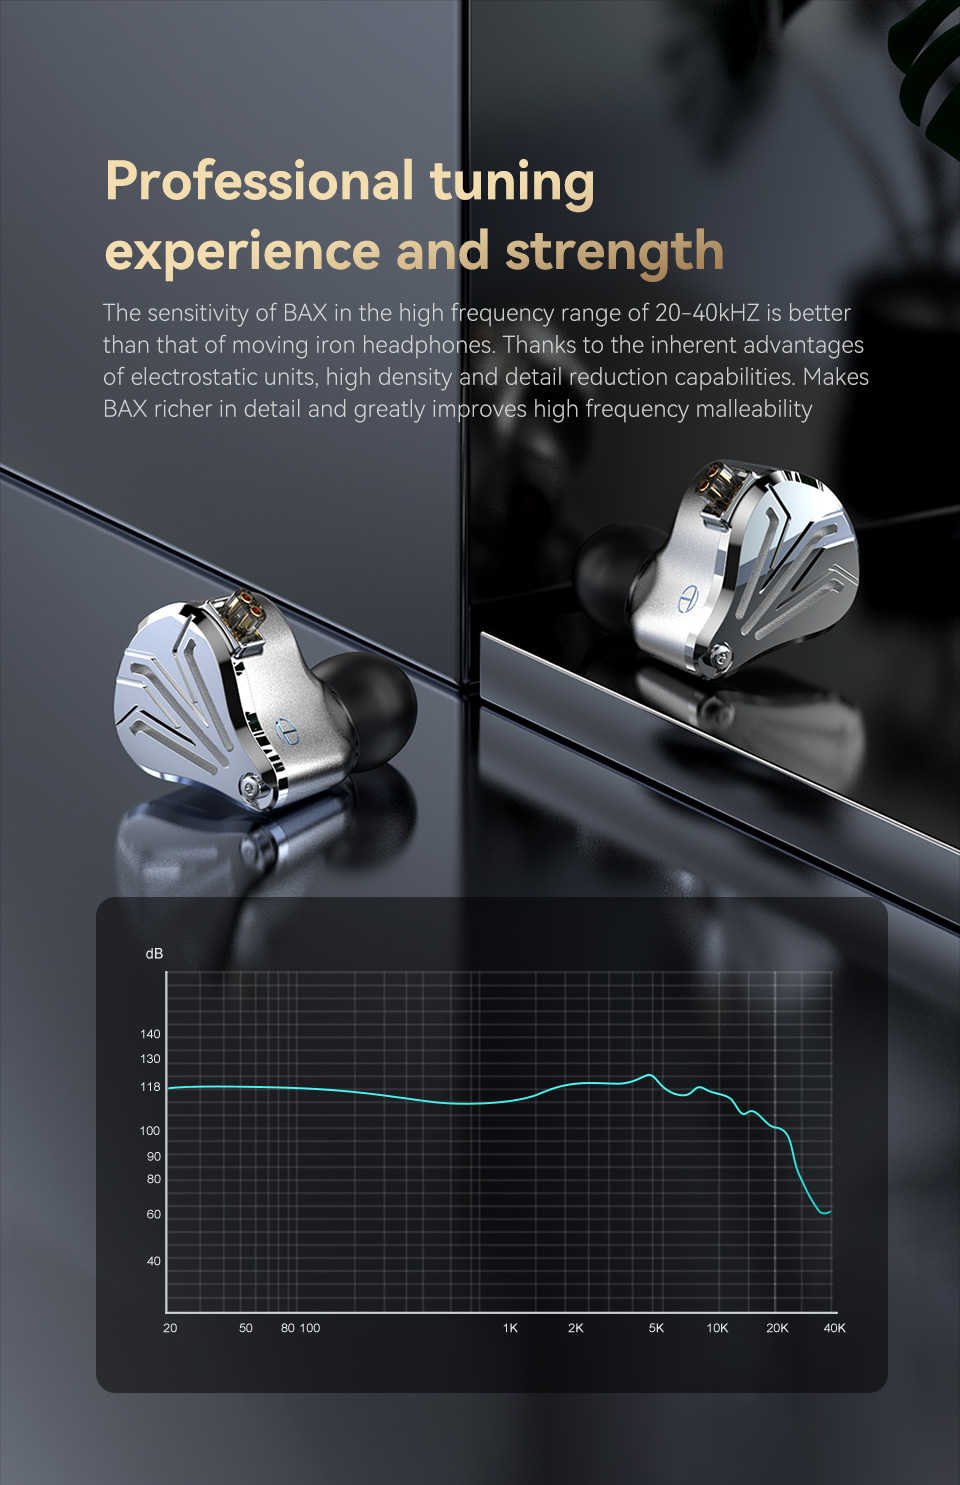 Professional tuning
experience and strength
The sensitivity of BAX in the high frequency range of 20-40kHZ is better
than that of moving iron headphones. Thanks to the inherent advantages
of electrostatic units, high density and detail reduction capabilities. Makes
BAX richer in detail and greatly improves high frequency malleability
dB
140
130
118
100
90
80
60
40
20 50 80 100 1K 2K 5K 10K 20K 40K